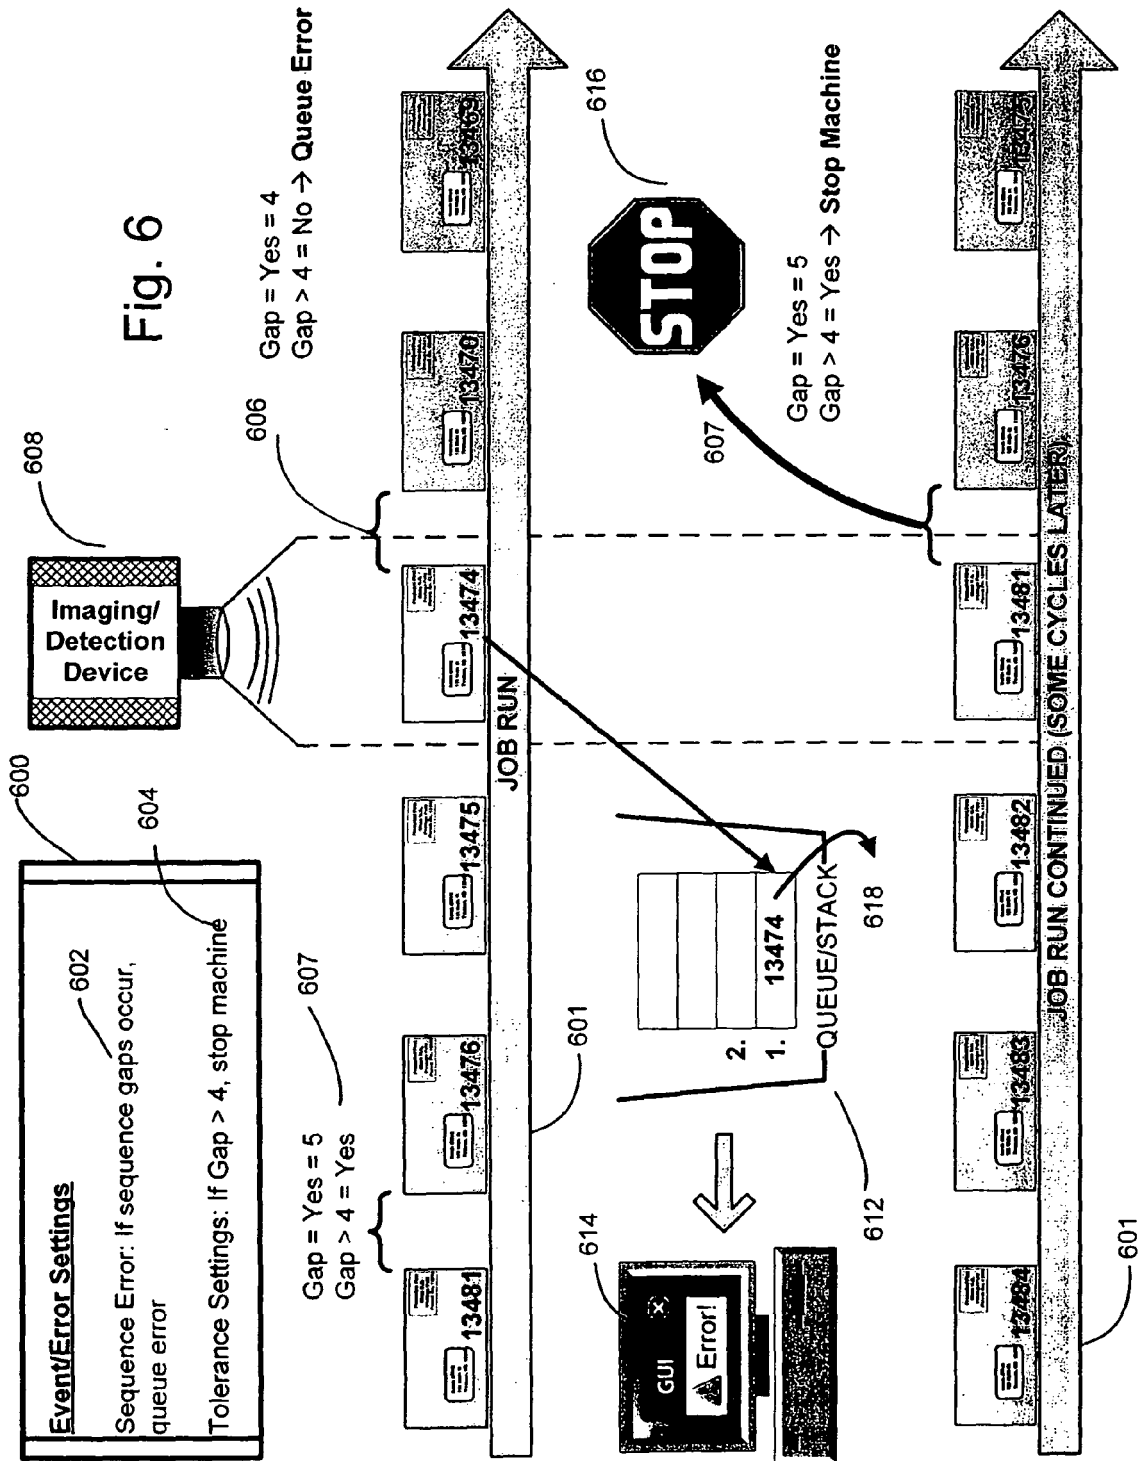 Fig. 6
600
Event/Error Settings
602
Sequence Error: If sequence gaps occur,
queue error
604
Tolerance Settings: If Gap > 4, stop machine
608
Imaging/
Detection
Device
607
Gap = Yes = 5
Gap > 4 = Yes
606
Gap = Yes = 4
Gap > 4 = No → Queue Error
13481
13476
13475
13474
13470
13469
JOB RUN
601
614
GUI
Error!
612
2.
1.
13474
QUEUE/STACK
618
616
STOP
607
Gap = Yes = 5
Gap > 4 = Yes → Stop Machine
13484
13483
13482
13481
13476
13475
JOB RUN CONTINUED (SOME CYCLES LATER)
601